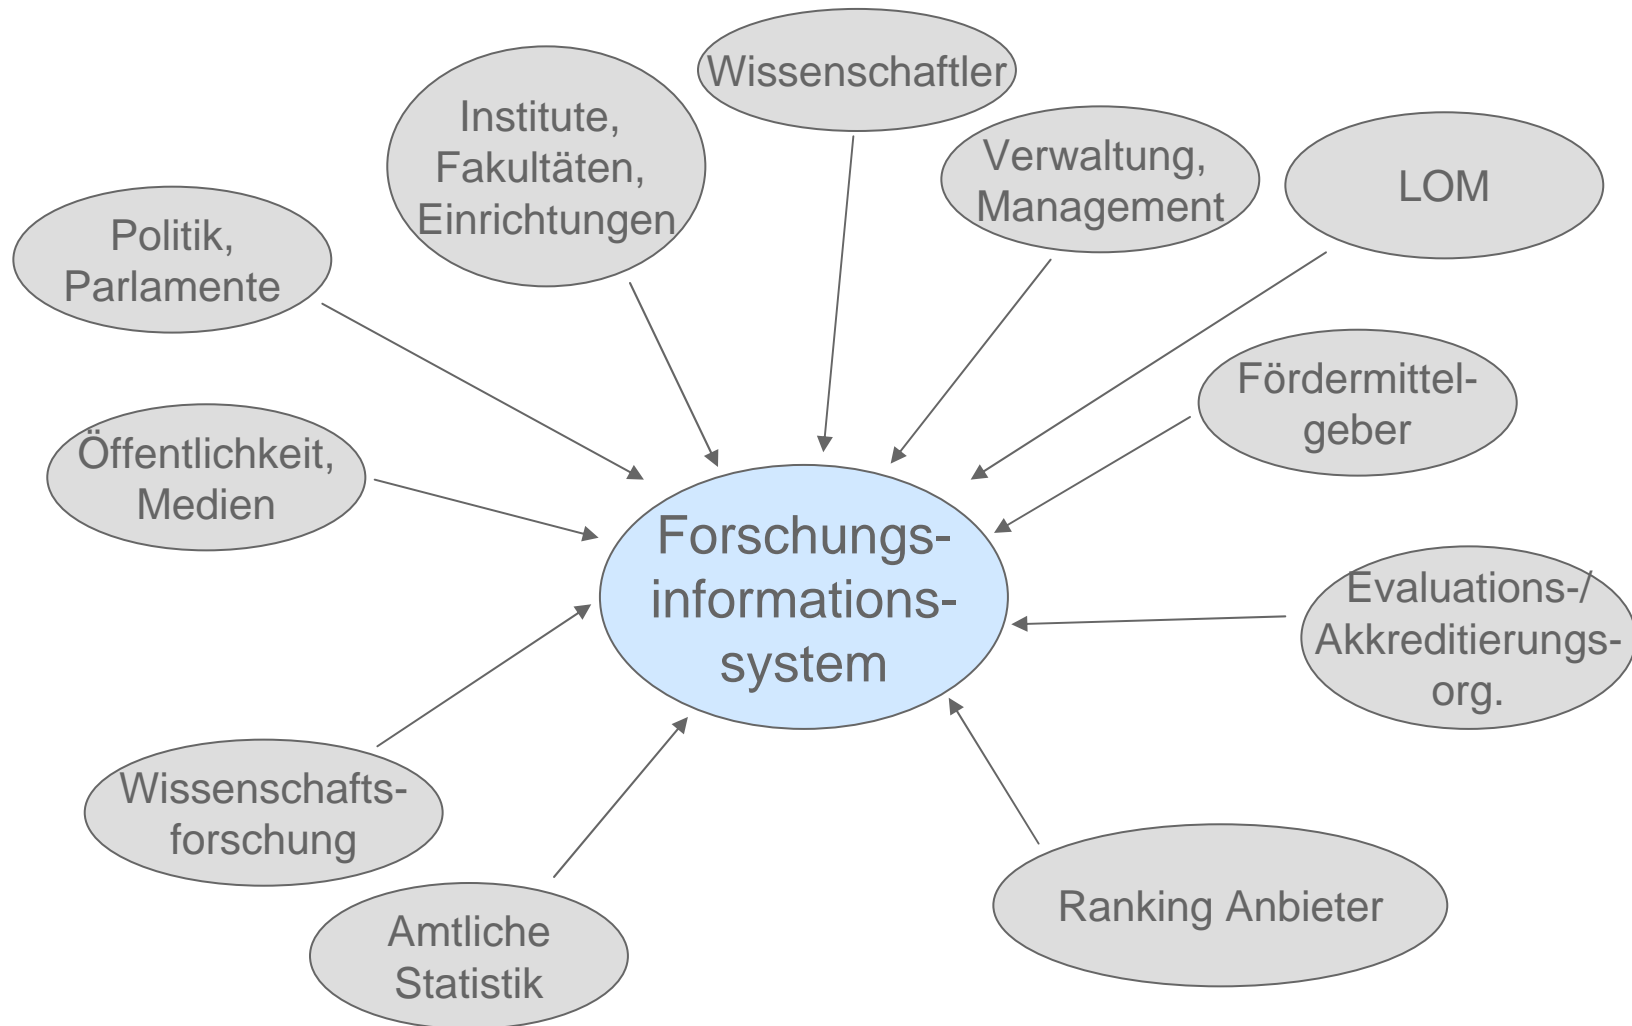 Wissenschaftler
Institute,
Fakultäten,
Einrichtungen
Verwaltung,
Management
LOM
Politik,
Parlamente
Fördermittel-
geber
Öffentlichkeit,
Medien
Forschungs-
informations-
system
Evaluations-/
Akkreditierungs-
org.
Wissenschafts-
forschung
Ranking Anbieter
Amtliche
Statistik